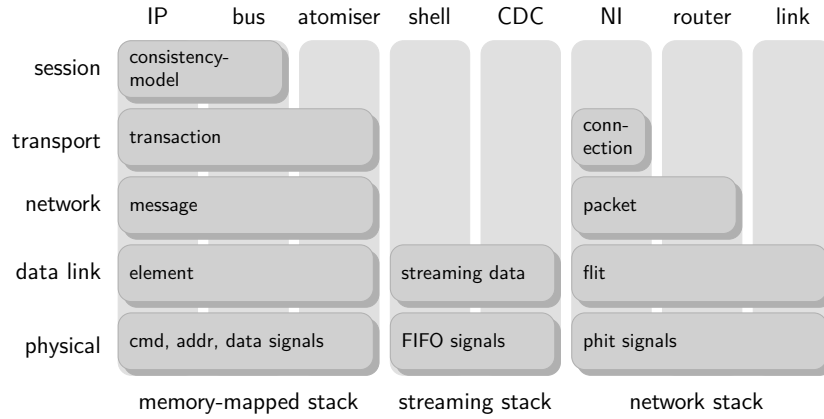 IP bus atomiser shell CDC NI router link
session consistency-
model
transport transaction conn-
ection
network message packet
data link element streaming data flit
physical cmd, addr, data signals FIFO signals phit signals
memory-mapped stack streaming stack network stack